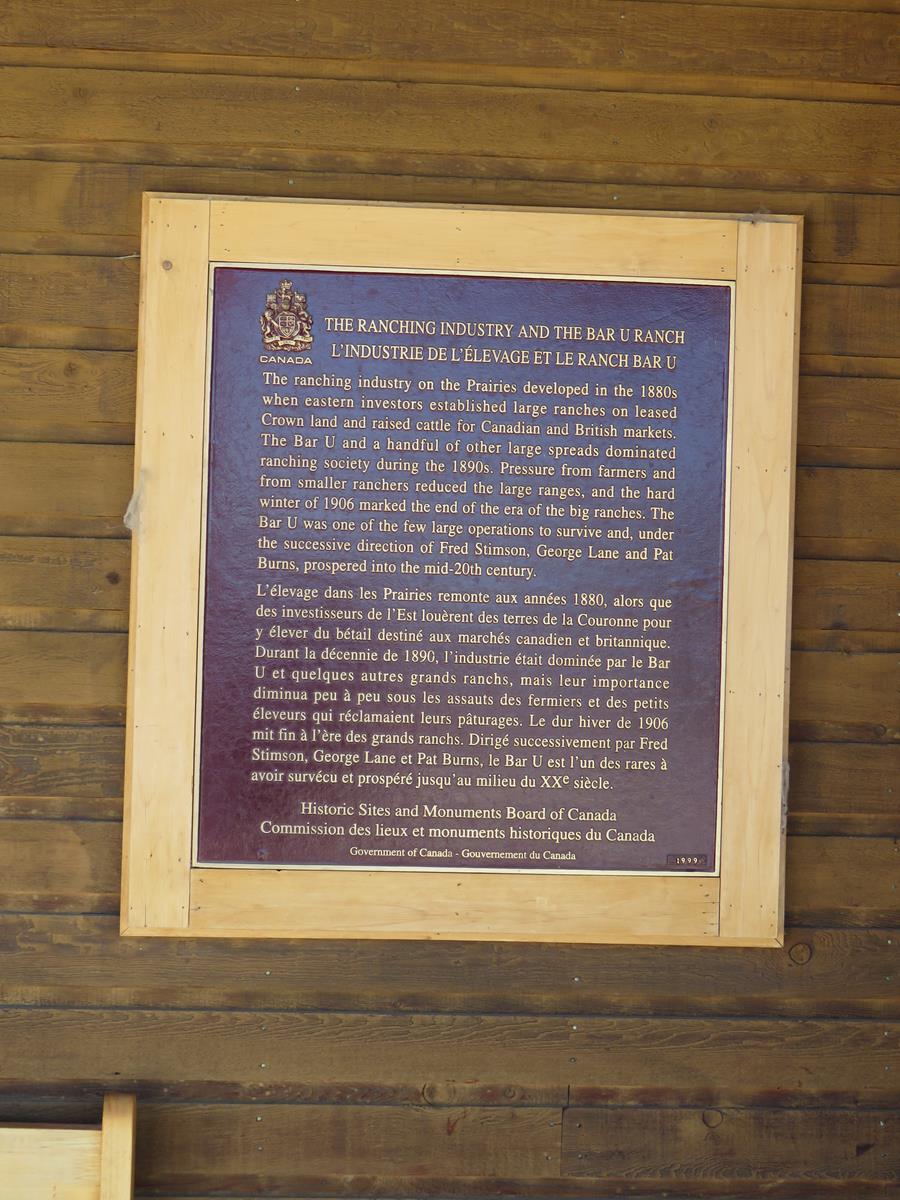 CANADA
THE RANCHING INDUSTRY AND THE BAR U RANCH
L'INDUSTRIE DE L'ÉLEVAGE ET LE RANCH BAR U
The ranching industry on the Prairies developed in the 1880s
when eastern investors established large ranches on leased
Crown land and raised cattle for Canadian and British markets.
The Bar U and a handful of other large spreads dominated
ranching society during the 1890s. Pressure from farmers and
from smaller ranchers reduced the large ranges, and the hard
winter of 1906 marked the end of the era of the big ranches. The
Bar U was one of the few large operations to survive and, under
the successive direction of Fred Stimson, George Lane and Pat
Burns, prospered into the mid-20th century.
L'élevage dans les Prairies remonte aux années 1880, alors que
des investisseurs de l'Est louèrent des terres de la Couronne pour
y élever du bétail destiné aux marchés canadien et britannique.
Durant la décennie de 1890, l'industrie était dominée par le Bar
U et quelques autres grands ranchs, mais leur importance
diminua peu à peu sous les assauts des fermiers et des petits
éleveurs qui réclamaient leurs pâturages. Le dur hiver de 1906
mit fin à l'ère des grands ranchs. Dirigé successivement par Fred
Stimson, George Lane et Pat Burns, le Bar U est l'un des rares à
avoir survécu et prospéré jusqu'au milieu du XXe siècle.
Historic Sites and Monuments Board of Canada
Commission des lieux et monuments historiques du Canada
Government of Canada - Gouvernement du Canada
1999